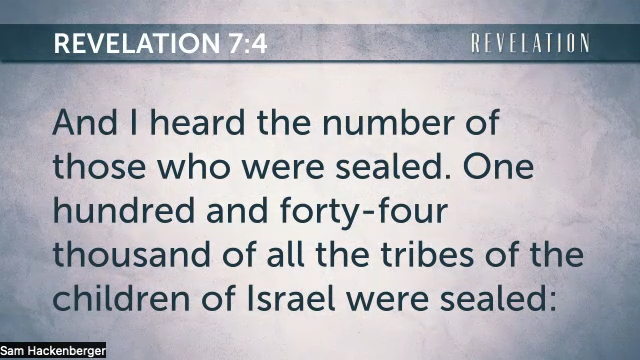 REVELATION 7:4
REVELATION
And I heard the number of
those who were sealed. One
hundred and forty-four
thousand of all the tribes of the
children of Israel were sealed:
Sam Hackenberger